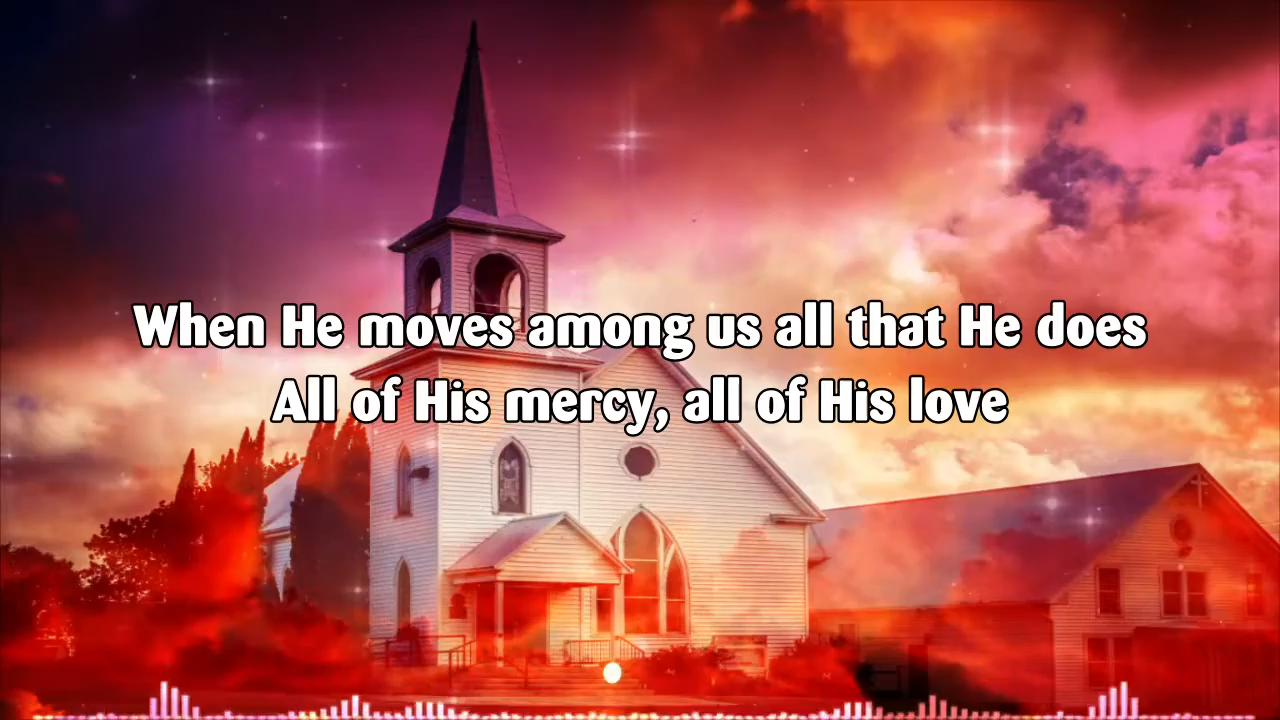 When He moves among us all that He does
All of His mercy, all of His love